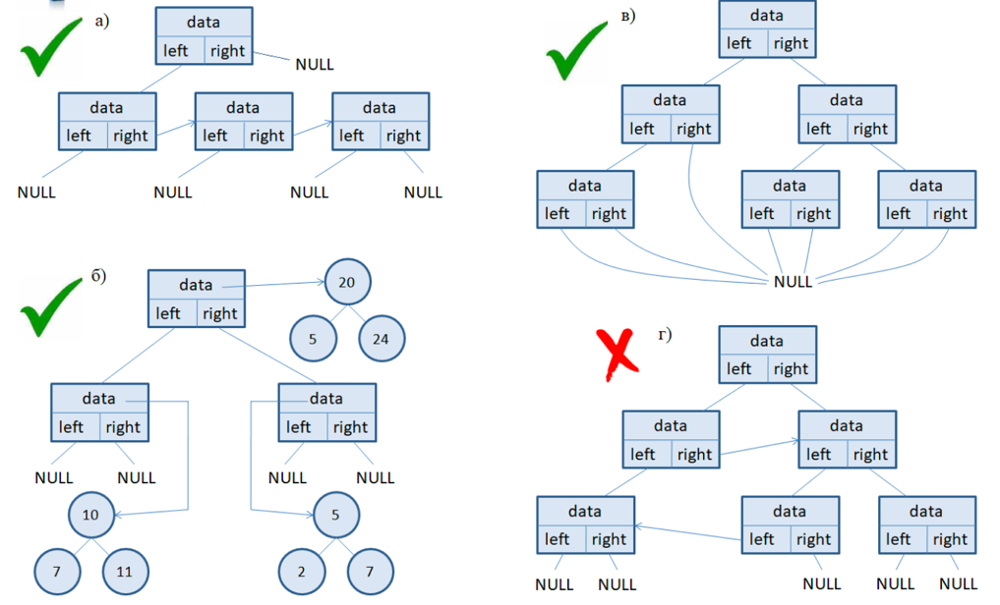 а)
data
left right
NULL
data data data
left right left right left right
NULL NULL NULL NULL
б)
data
left right
20
5 24
data data
left right left right
NULL NULL NULL NULL
10 5
7 11 2 7
в)
data
left right
data data
left right left right
data data data
left right left right left right
NULL
г)
data
left right
data data
left right left right
data data data
left right left right left right
NULL NULL NULL NULL NULL